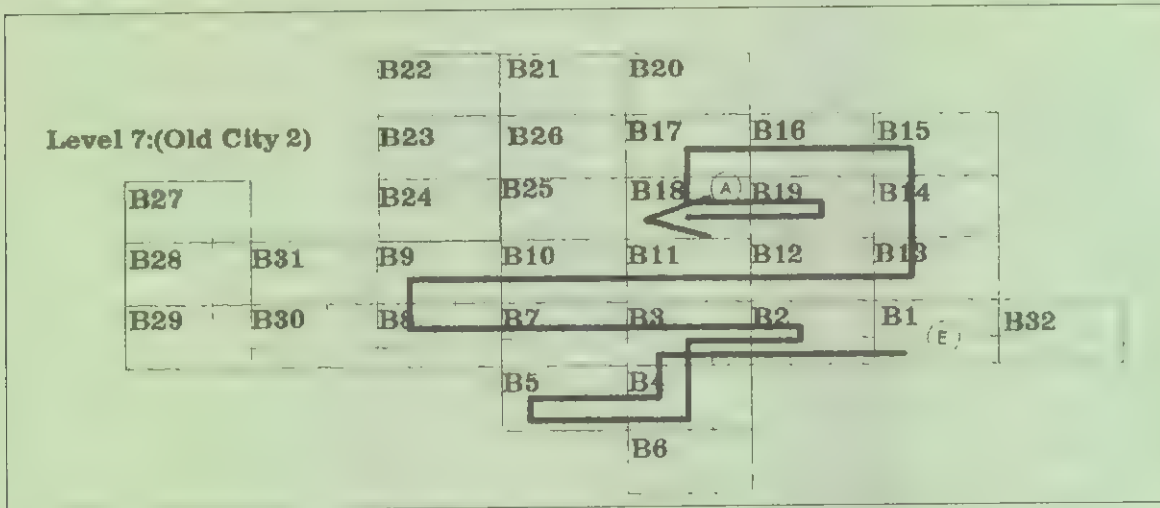 B22 B21 B20
Level 7:(Old City 2) B23 B26 B17 B16 B15
B27 B24 B25 B18 A B19 B14
B28 B31 B9 B10 B11 B12 B13
B29 B30 B8 B7 B3 B2 B1 E B32
B5 B4
B6